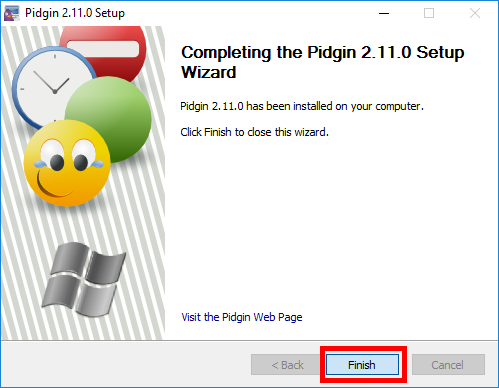 Pidgin 2.11.0 Setup
Completing the Pidgin 2.11.0 Setup
Wizard
Pidgin 2.11.0 has been installed on your computer.
Click Finish to close this wizard.
Visit the Pidgin Web Page
< Back
Finish
Cancel